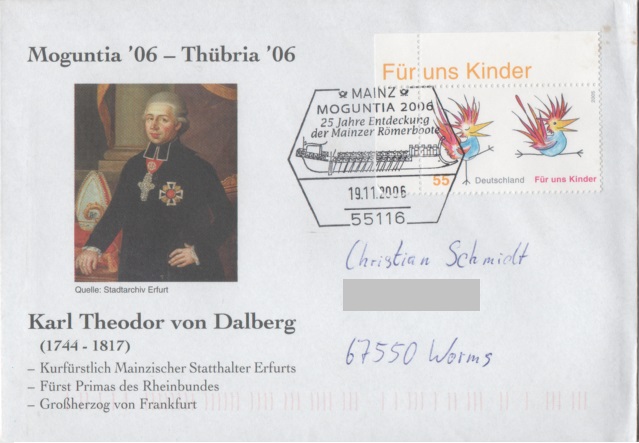 Moguntia ’06 – Thübria ’06
Für uns Kinder
MAINZ
MOGUNTIA 2006
25 Jahre Entdeckung
der Mainzer Römerboote
19.11.2006
55116
55 Deutschland Für uns Kinder
Quelle: Stadtarchiv Erfurt
Christian Schmidt
67550 Worms
Karl Theodor von Dalberg
(1744 - 1817)
– Kurfürstlich Mainzischer Statthalter Erfurts
– Fürst Primas des Rheinbundes
– Großherzog von Frankfurt